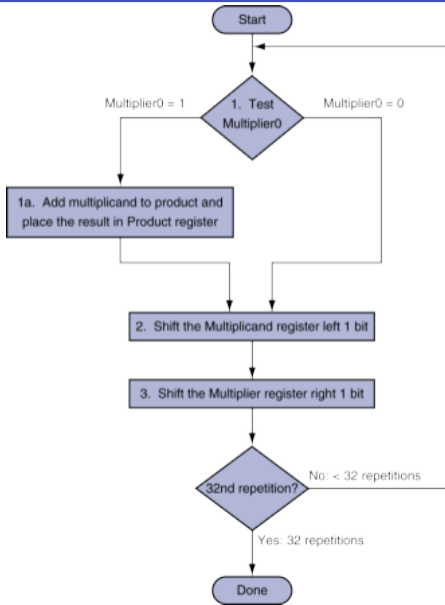 Start
Multiplier0 = 1
1. Test
Multiplier0
Multiplier0 = 0
1a. Add multiplicand to product and
place the result in Product register
2. Shift the Multiplicand register left 1 bit
3. Shift the Multiplier register right 1 bit
32nd repetition?
No: < 32 repetitions
Yes: 32 repetitions
Done